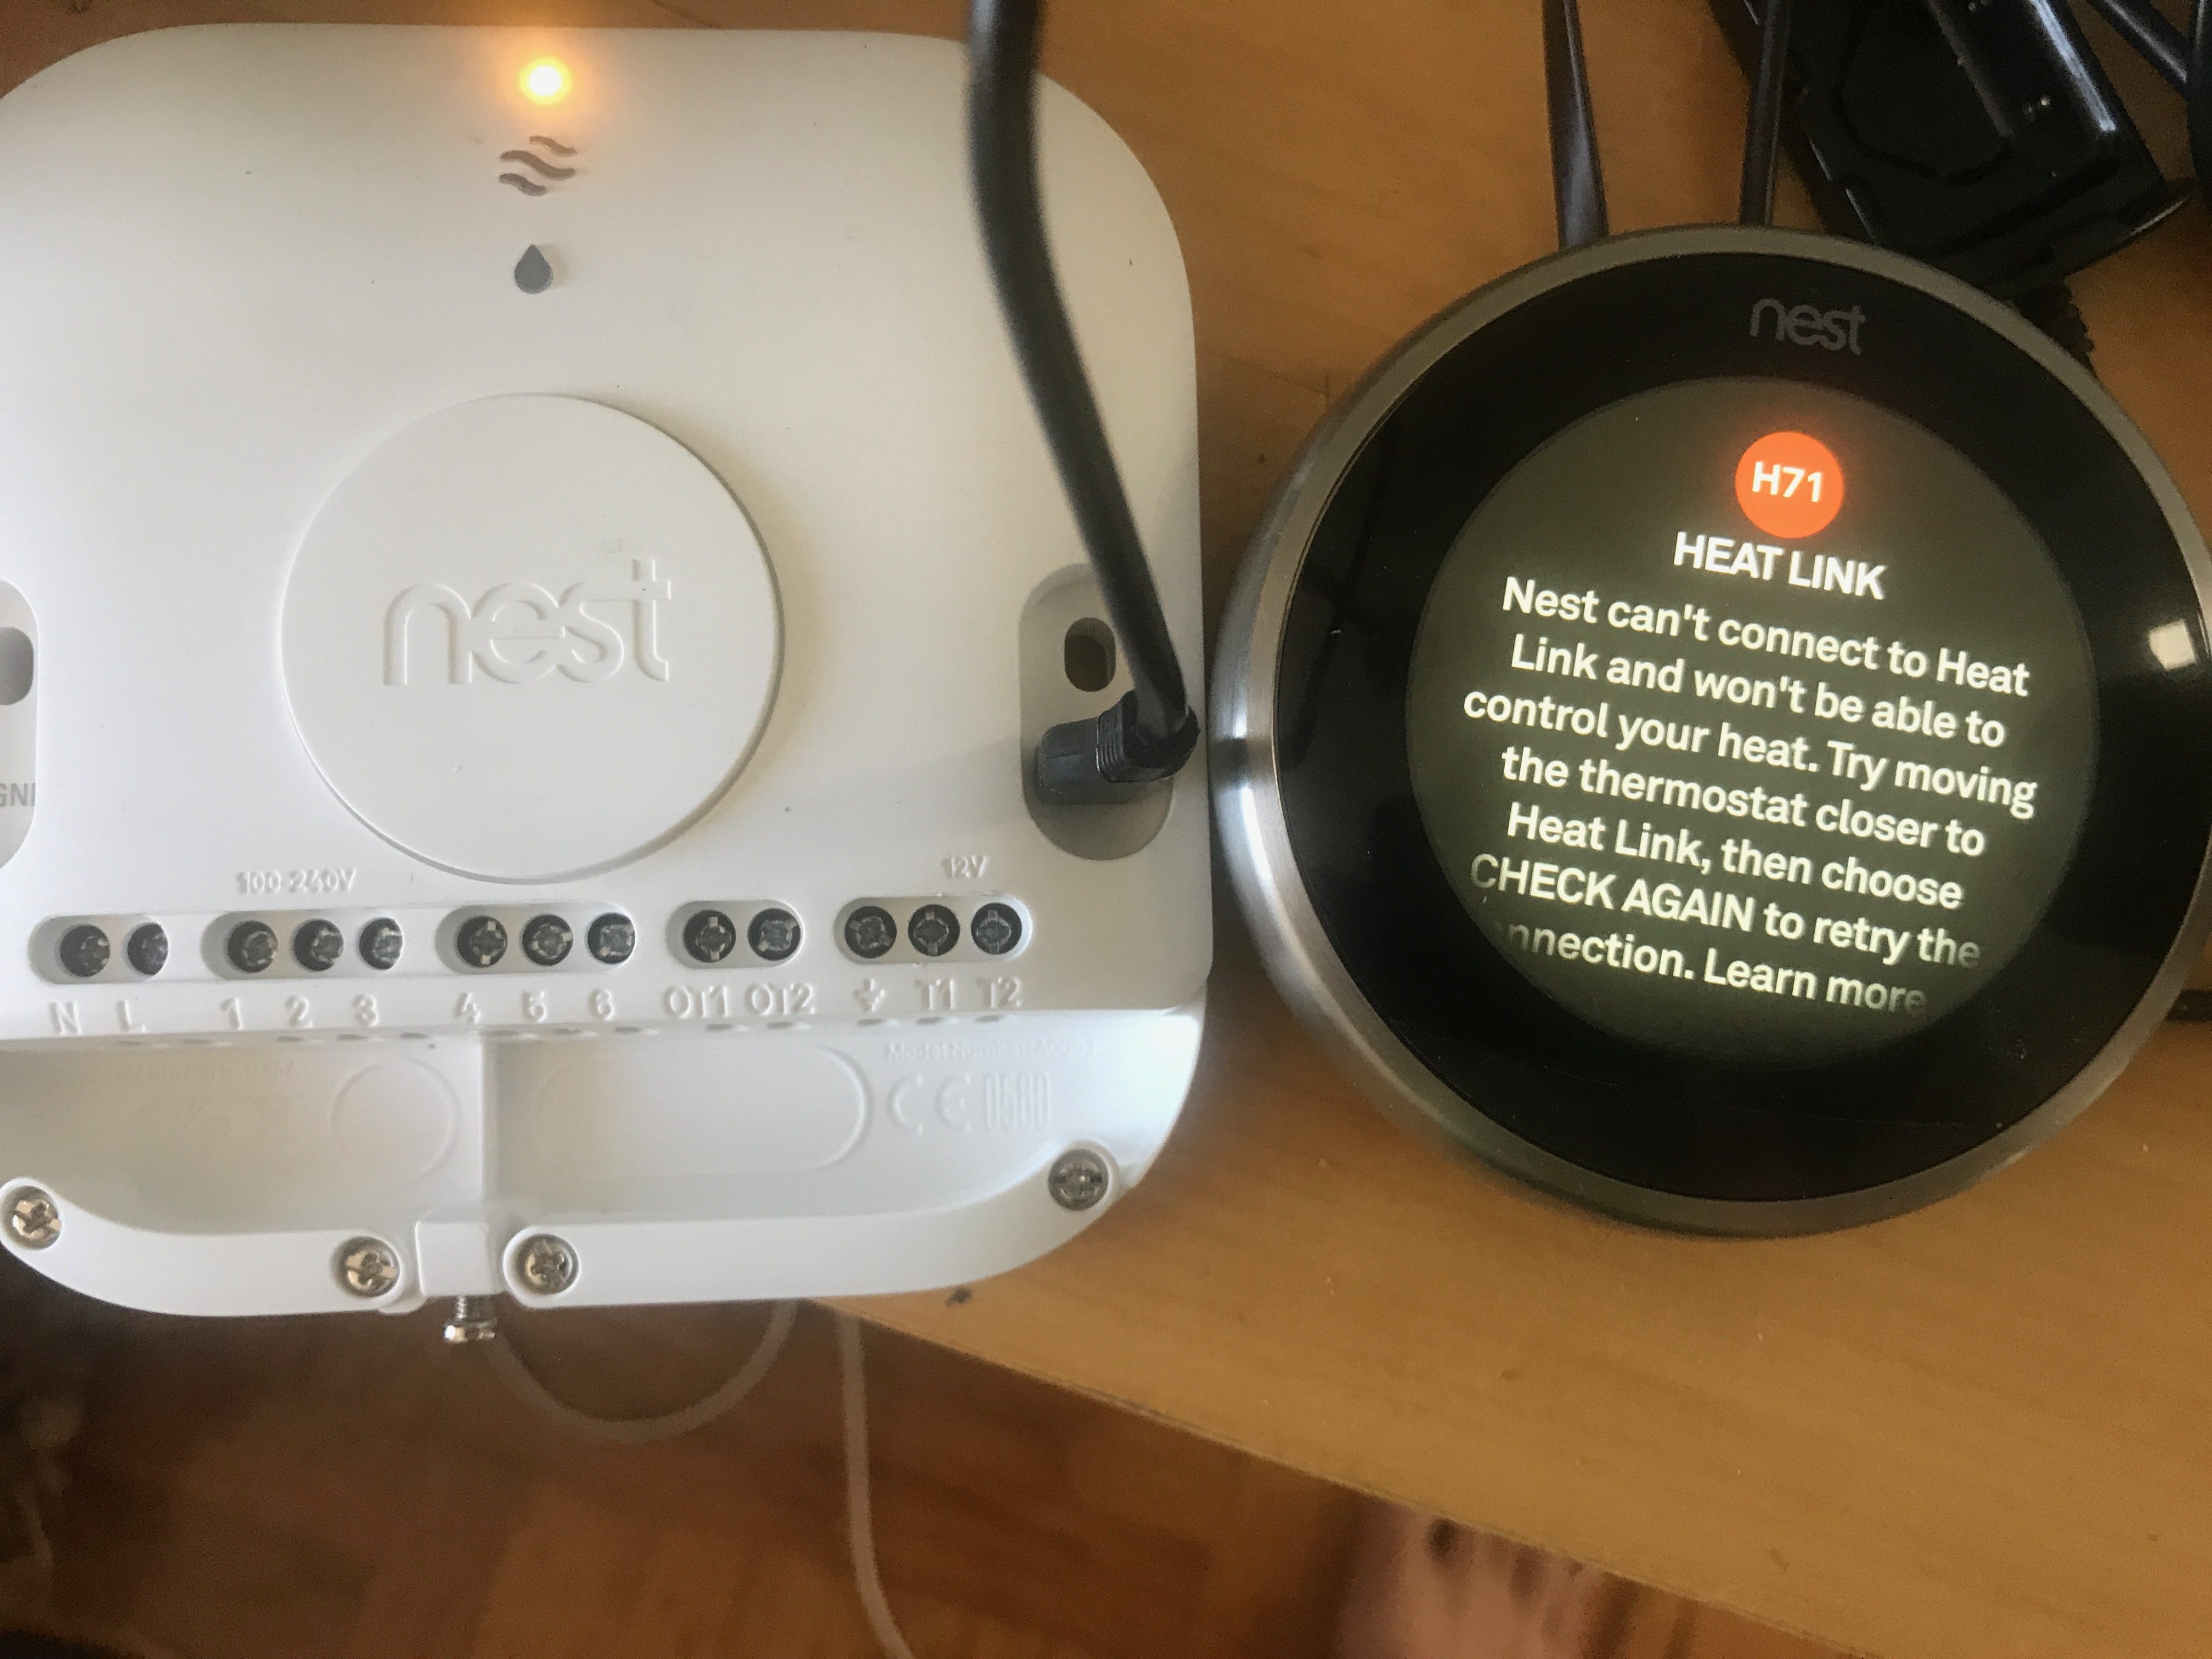 nest
100-240V
12V
N L 1 2 3 4 5 6 OT1 OT2 T1 T2
CE 0560
nest
H71
HEAT LINK
Nest can't connect to Heat
Link and won't be able to
control your heat. Try moving
the thermostat closer to
Heat Link, then choose
CHECK AGAIN to retry the
nnection. Learn more